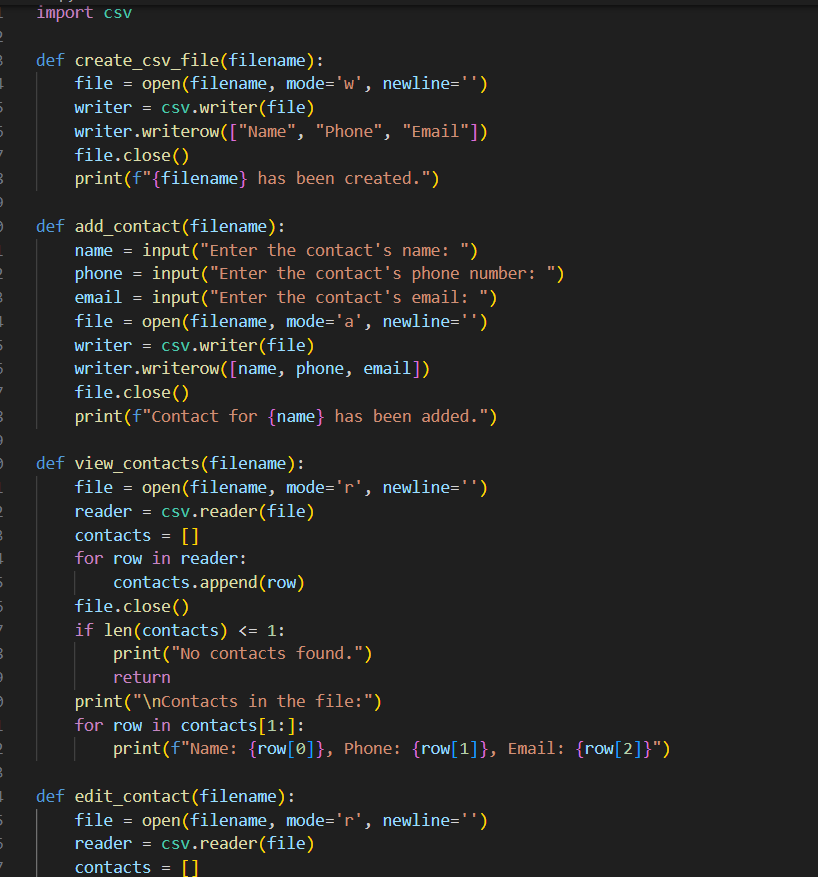 import csv

def create_csv_file(filename):
    file = open(filename, mode='w', newline='')
    writer = csv.writer(file)
    writer.writerow(["Name", "Phone", "Email"])
    file.close()
    print(f"{filename} has been created.")

def add_contact(filename):
    name = input("Enter the contact's name: ")
    phone = input("Enter the contact's phone number: ")
    email = input("Enter the contact's email: ")
    file = open(filename, mode='a', newline='')
    writer = csv.writer(file)
    writer.writerow([name, phone, email])
    file.close()
    print(f"Contact for {name} has been added.")

def view_contacts(filename):
    file = open(filename, mode='r', newline='')
    reader = csv.reader(file)
    contacts = []
    for row in reader:
        contacts.append(row)
    file.close()
    if len(contacts) <= 1:
        print("No contacts found.")
        return
    print("\nContacts in the file:")
    for row in contacts[1:]:
        print(f"Name: {row[0]}, Phone: {row[1]}, Email: {row[2]}")

def edit_contact(filename):
    file = open(filename, mode='r', newline='')
    reader = csv.reader(file)
    contacts = []